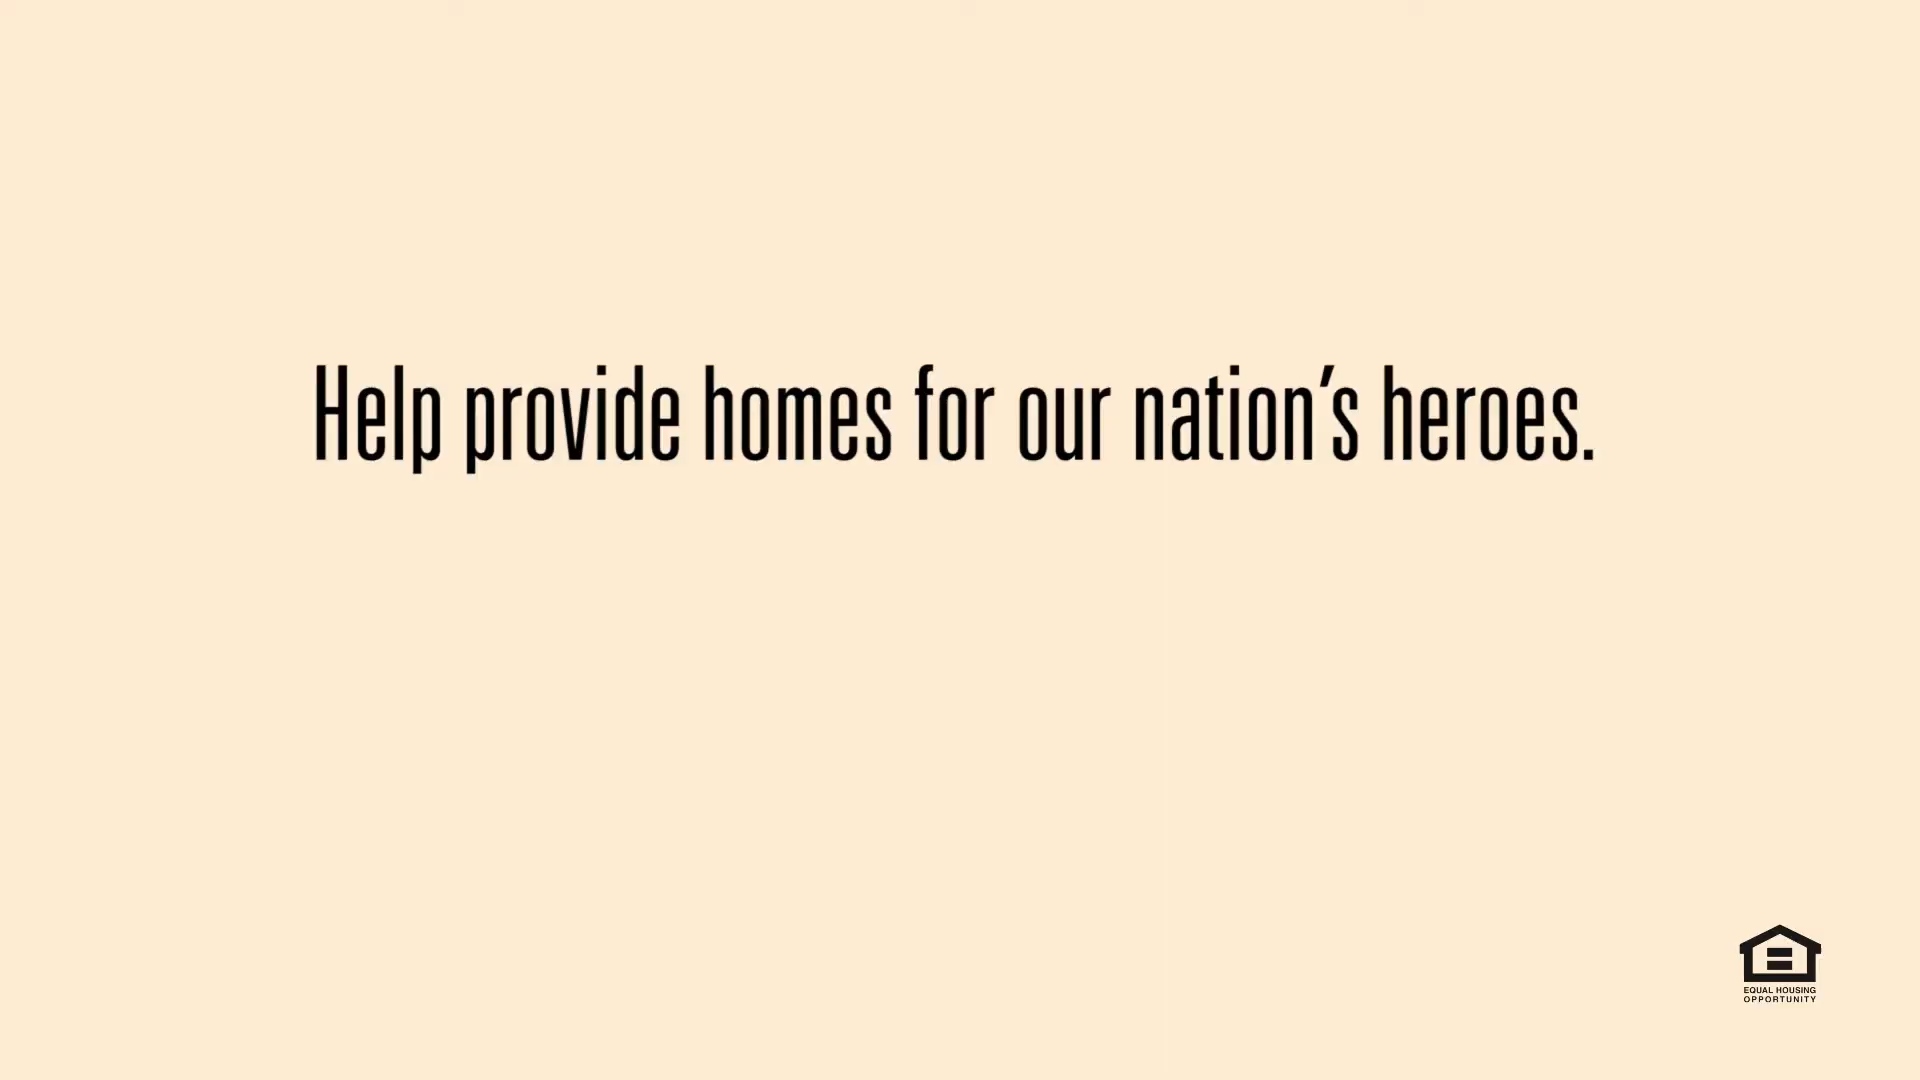 Help provide homes for our nation’s heroes.
EQUAL HOUSING
OPPORTUNITY